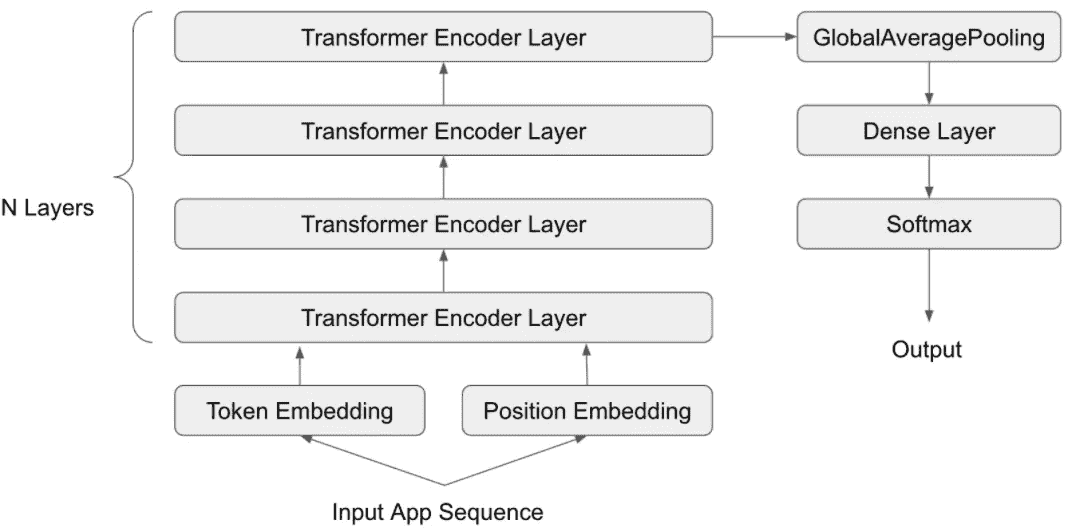 Transformer Encoder Layer
GlobalAveragePooling
Transformer Encoder Layer
Dense Layer
N Layers
Transformer Encoder Layer
Softmax
Transformer Encoder Layer
Output
Token Embedding
Position Embedding
Input App Sequence